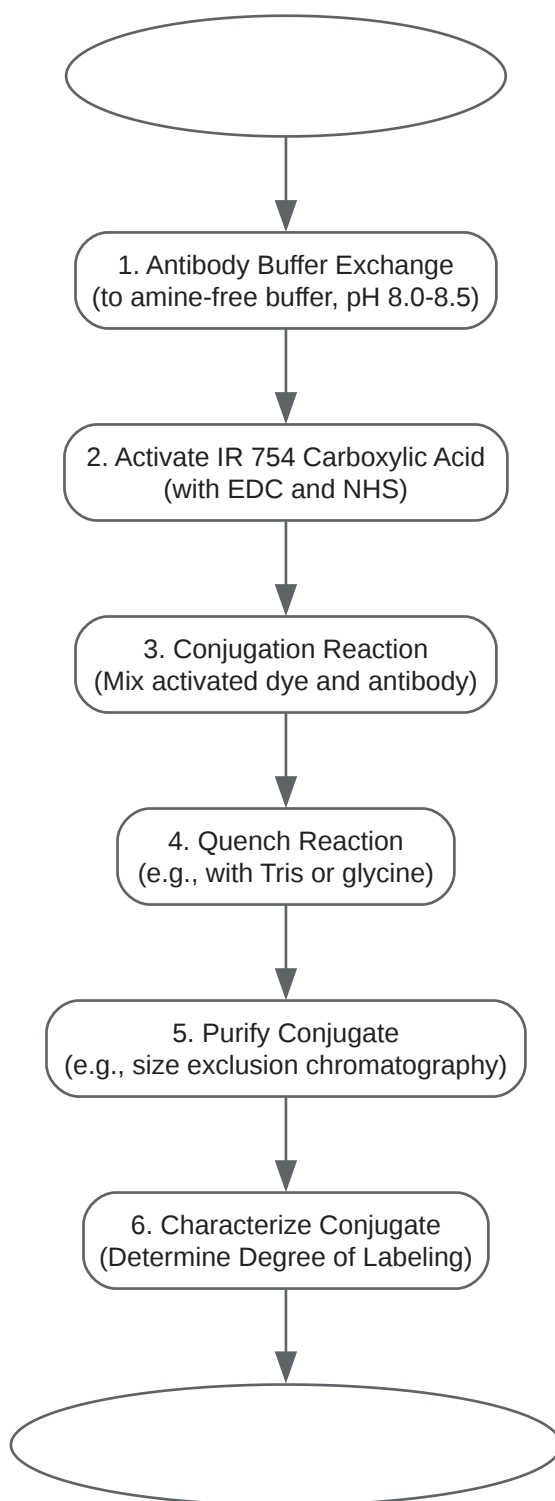 1. Antibody Buffer Exchange
(to amine-free buffer, pH 8.0-8.5)
2. Activate IR 754 Carboxylic Acid
(with EDC and NHS)
3. Conjugation Reaction
(Mix activated dye and antibody)
4. Quench Reaction
(e.g., with Tris or glycine)
5. Purify Conjugate
(e.g., size exclusion chromatography)
6. Characterize Conjugate
(Determine Degree of Labeling)